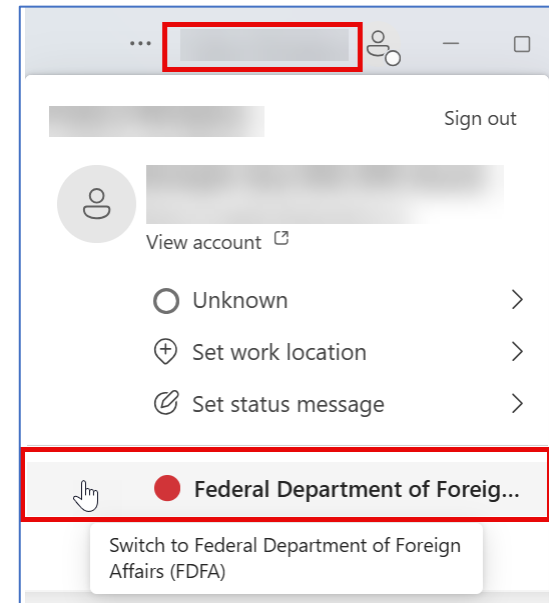 Sign out
View account
Unknown
Set work location
Set status message
Federal Department of Foreig...
Switch to Federal Department of Foreign
Affairs (FDFA)